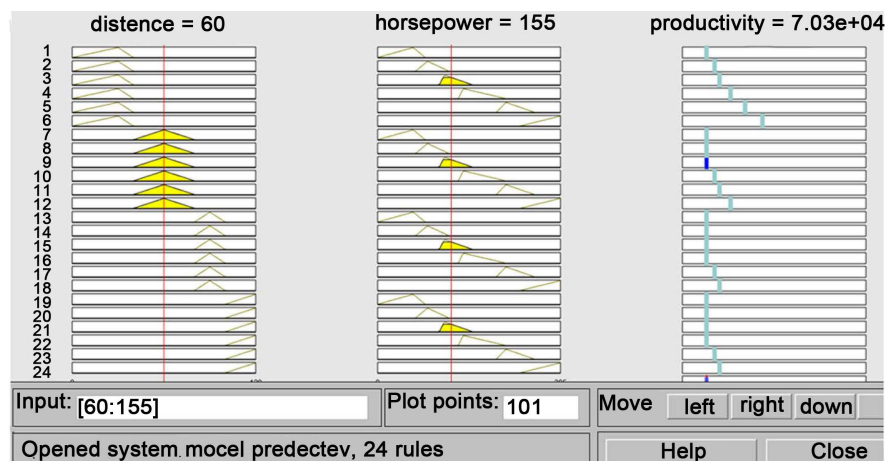 distence = 60
horsepower = 155
productivity = 7.03e+04
1
2
3
4
5
6
7
8
9
10
11
12
13
14
15
16
17
18
19
20
21
22
23
24
Input: [60:155]
Plot points: 101
Move left right down
Opened system mocel predectev, 24 rules
Help
Close